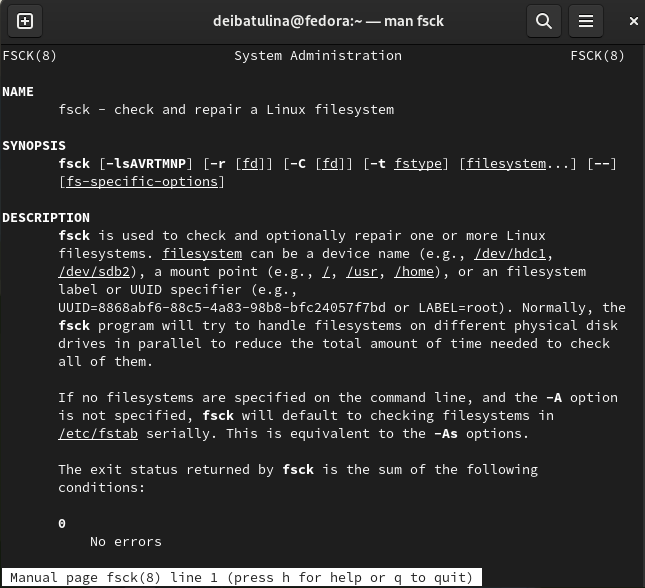 deibatulina@fedora:~ — man fsck
FSCK(8) System Administration FSCK(8)
NAME
fsck - check and repair a Linux filesystem
SYNOPSIS
fsck [-lsAVRTMNP] [-r [fd]] [-C [fd]] [-t fstype] [filesystem...] [--]
[fs-specific-options]
DESCRIPTION
fsck is used to check and optionally repair one or more Linux
filesystems. filesystem can be a device name (e.g., /dev/hdc1,
/dev/sdb2), a mount point (e.g., /, /usr, /home), or an filesystem
label or UUID specifier (e.g.,
UUID=8868abf6-88c5-4a83-98b8-bfc24057f7bd or LABEL=root). Normally, the
fsck program will try to handle filesystems on different physical disk
drives in parallel to reduce the total amount of time needed to check
all of them.
If no filesystems are specified on the command line, and the -A option
is not specified, fsck will default to checking filesystems in
/etc/fstab serially. This is equivalent to the -As options.
The exit status returned by fsck is the sum of the following
conditions:
0
No errors
Manual page fsck(8) line 1 (press h for help or q to quit)